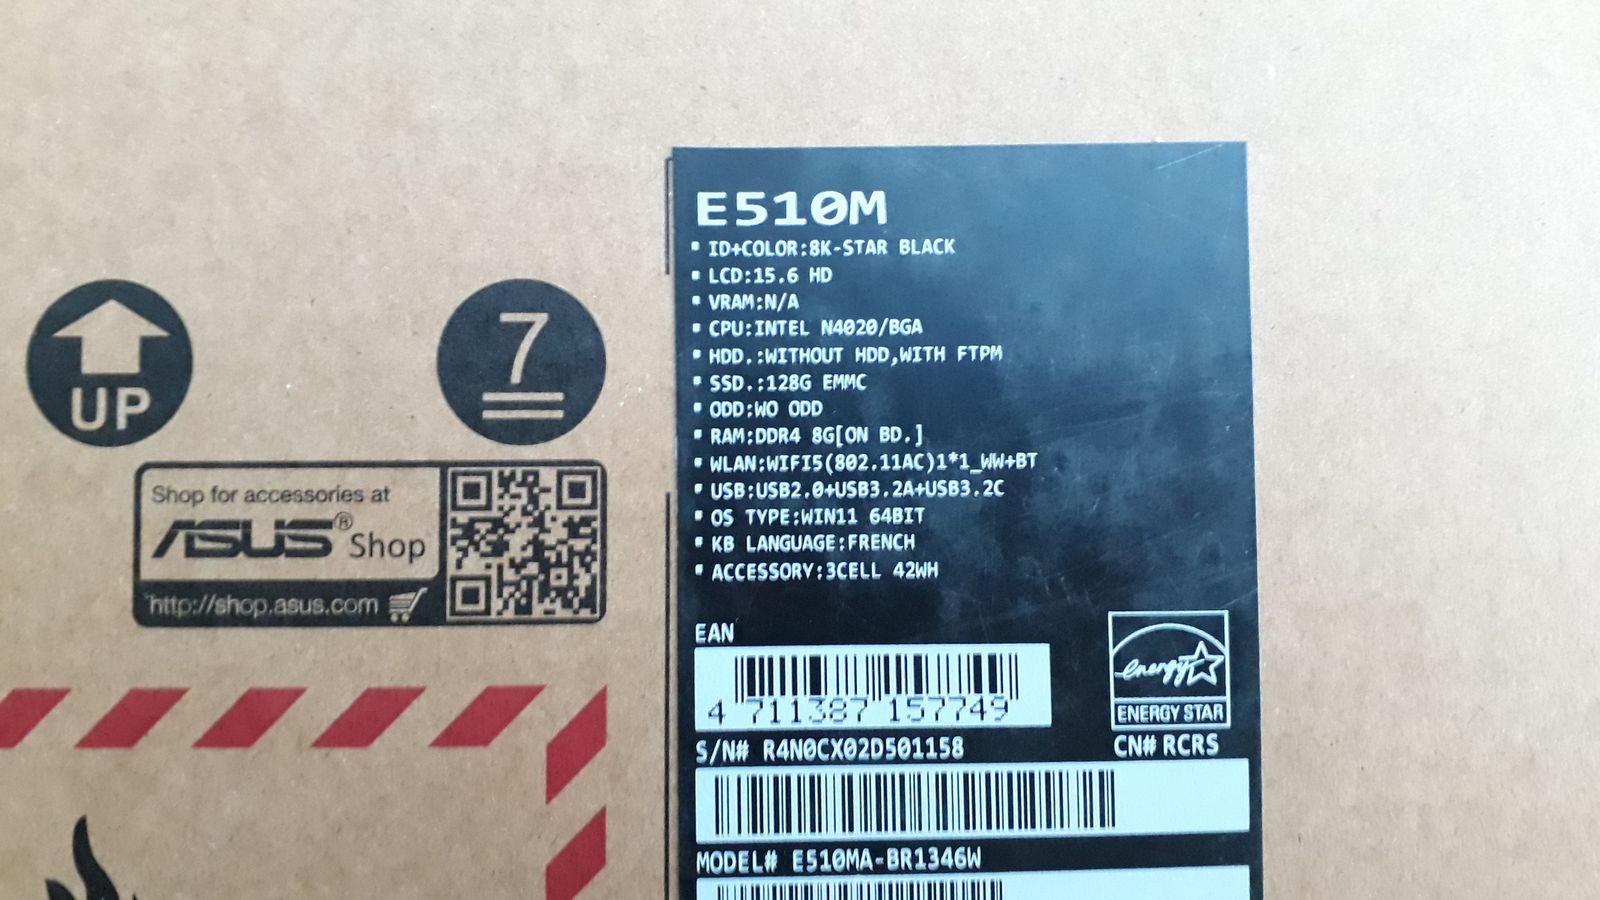 E510M
ID+COLOR:8K-STAR BLACK
LCD:15.6 HD
VRAM:N/A
CPU:INTEL N4020/BGA
HDD.:WITHOUT HDD,WITH FTPM
SSD.:128G EMMC
ODD:WO ODD
RAM:DDR4 8G[ON BD.]
WLAN:WIFI5(802.11AC)1*1_WW+BT
USB:USB2.0+USB3.2A+USB3.2C
OS TYPE:WIN11 64BIT
KB LANGUAGE:FRENCH
ACCESSORY:3CELL 42WH
EAN
4 711387 157749
energy
ENERGY STAR
S/N# R4N0CX02D501158
CN# RCRS
MODEL# E510MA-BR1346W
UP
7
Shop for accessories at
ASUS® Shop
http://shop.asus.com